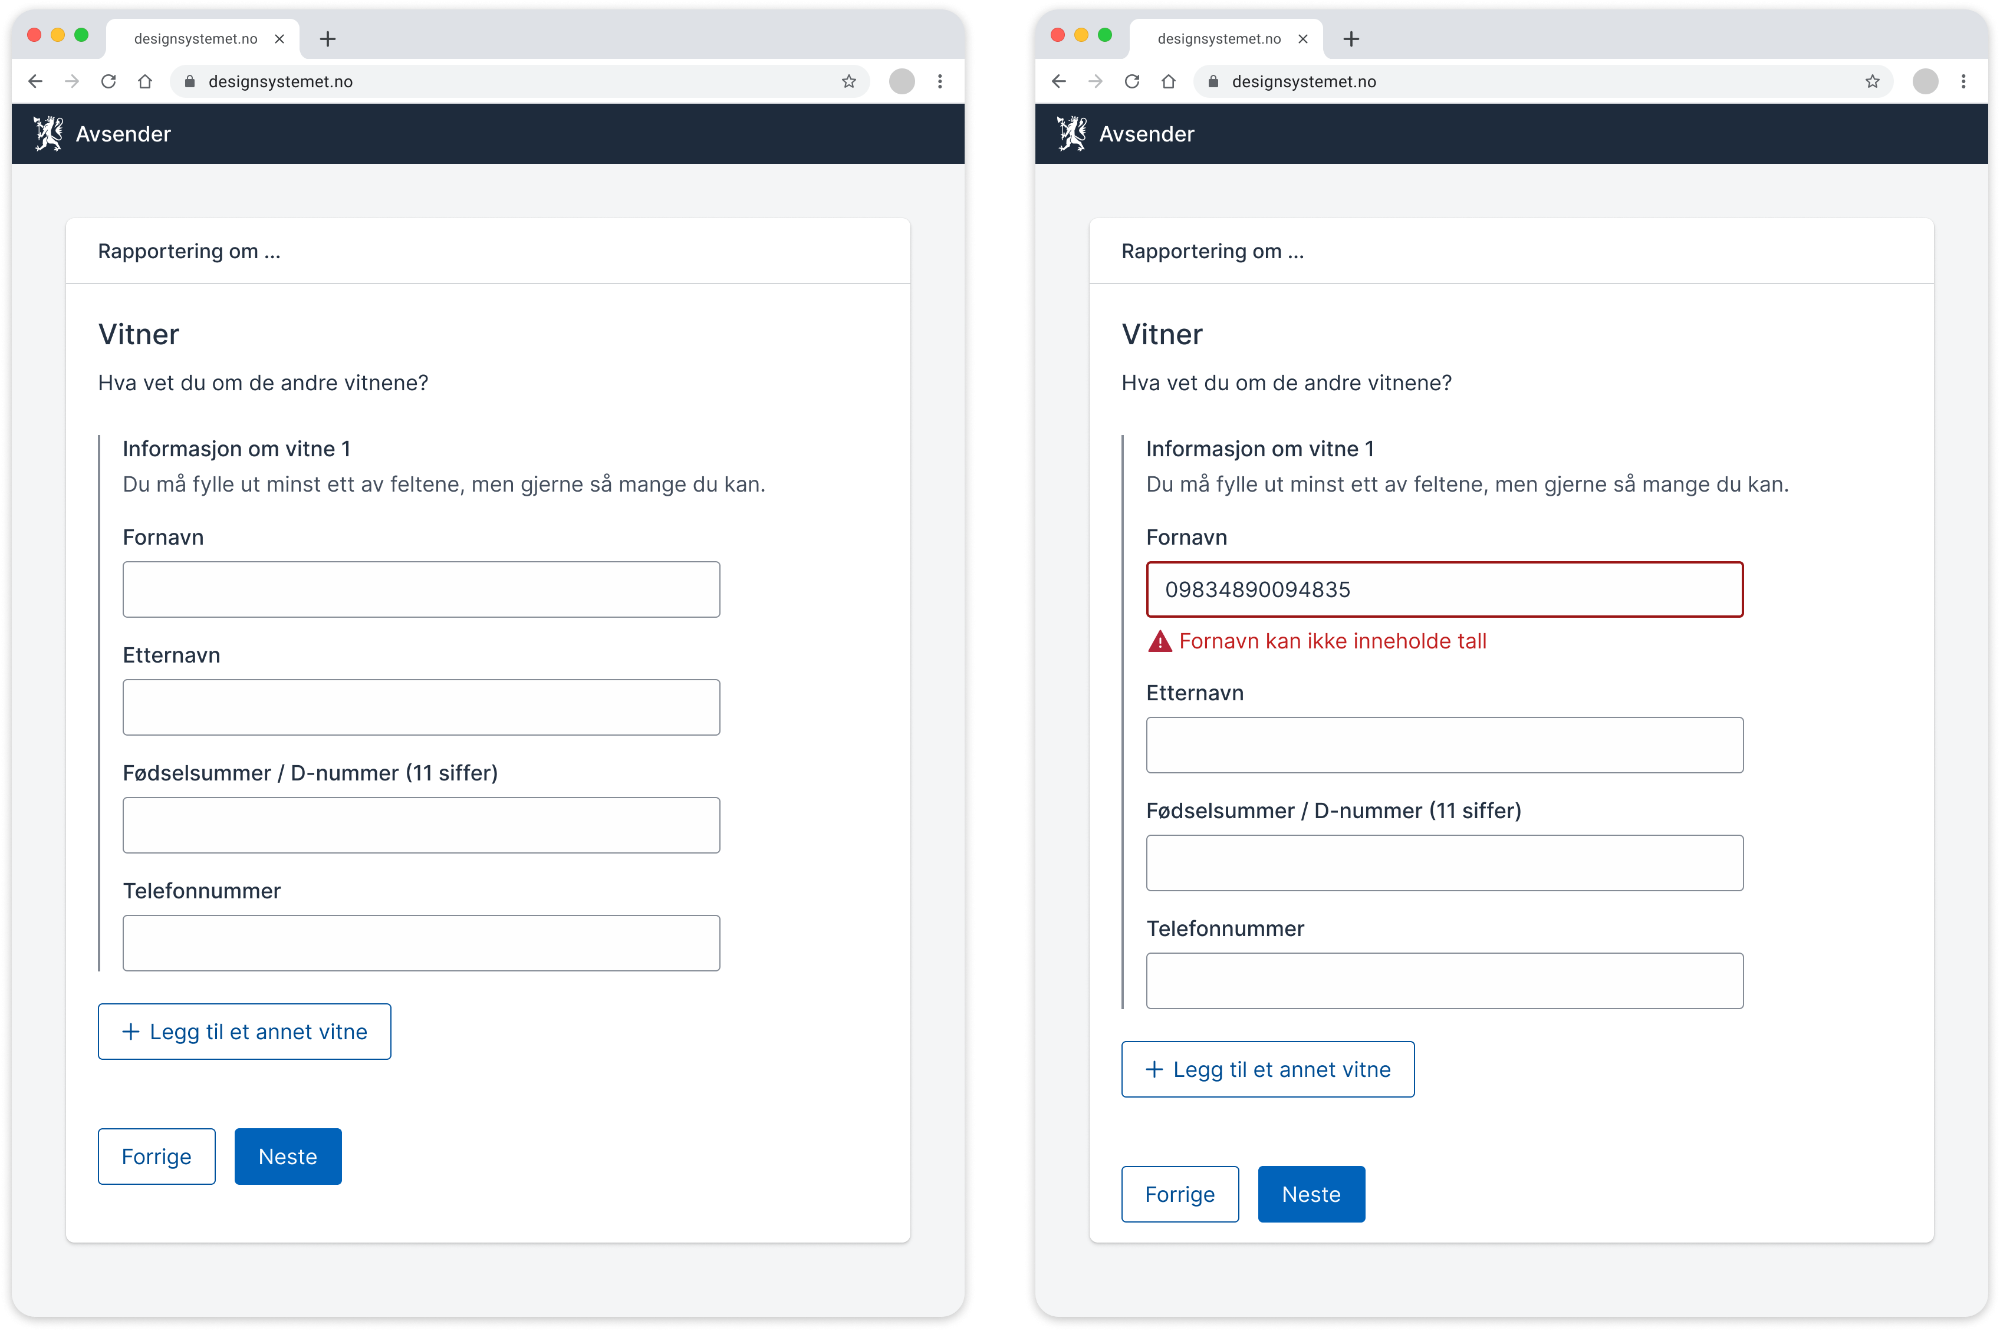 designsystemet.no
designsystemet.no
Avsender
Rapportering om ...
Vitner
Hva vet du om de andre vitnene?
Informasjon om vitne 1
Du må fylle ut minst ett av feltene, men gjerne så mange du kan.
Fornavn
Etternavn
Fødselsummer / D-nummer (11 siffer)
Telefonnummer
Legg til et annet vitne
Forrige
Neste
designsystemet.no
designsystemet.no
Avsender
Rapportering om ...
Vitner
Hva vet du om de andre vitnene?
Informasjon om vitne 1
Du må fylle ut minst ett av feltene, men gjerne så mange du kan.
Fornavn
09834890094835
Fornavn kan ikke inneholde tall
Etternavn
Fødselsummer / D-nummer (11 siffer)
Telefonnummer
Legg til et annet vitne
Forrige
Neste